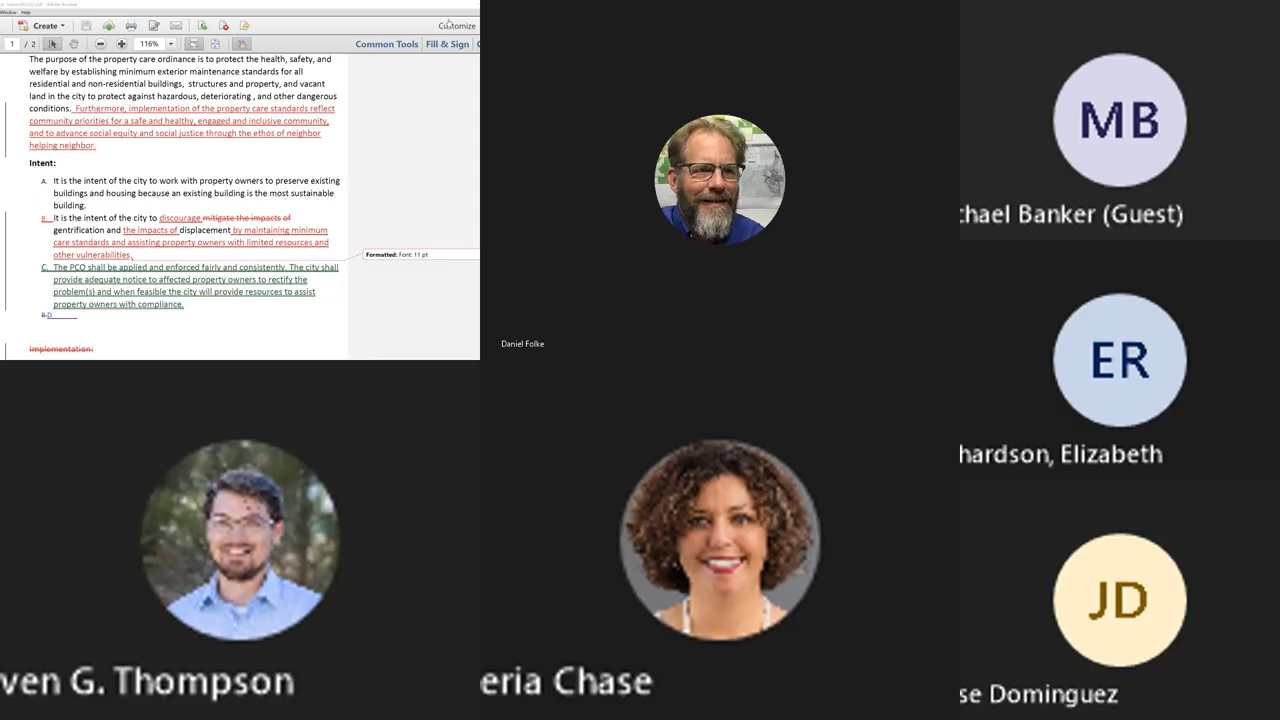 Window Help
Create
Customize
1 / 2
116%
Common Tools
Fill & Sign
The purpose of the property care ordinance is to protect the health, safety, and
welfare by establishing minimum exterior maintenance standards for all
residential and non-residential buildings, structures and property, and vacant
land in the city to protect against hazardous, deteriorating , and other dangerous
conditions. Furthermore, implementation of the property care standards reflect
community priorities for a safe and healthy, engaged and inclusive community,
and to advance social equity and social justice through the ethos of neighbor
helping neighbor.
Intent:
A. It is the intent of the city to work with property owners to preserve existing
buildings and housing because an existing building is the most sustainable
building.
B. It is the intent of the city to discourage mitigate the impacts of
gentrification and the impacts of displacement by maintaining minimum
care standards and assisting property owners with limited resources and
other vulnerabilities.
Formatted: Font: 11 pt
C. The PCO shall be applied and enforced fairly and consistently. The city shall
provide adequate notice to affected property owners to rectify the
problem(s) and when feasible the city will provide resources to assist
property owners with compliance.
B.D.
Implementation:
Daniel Folke
MB
chael Banker (Guest)
ER
hardson, Elizabeth
ven G. Thompson
eria Chase
JD
se Dominguez